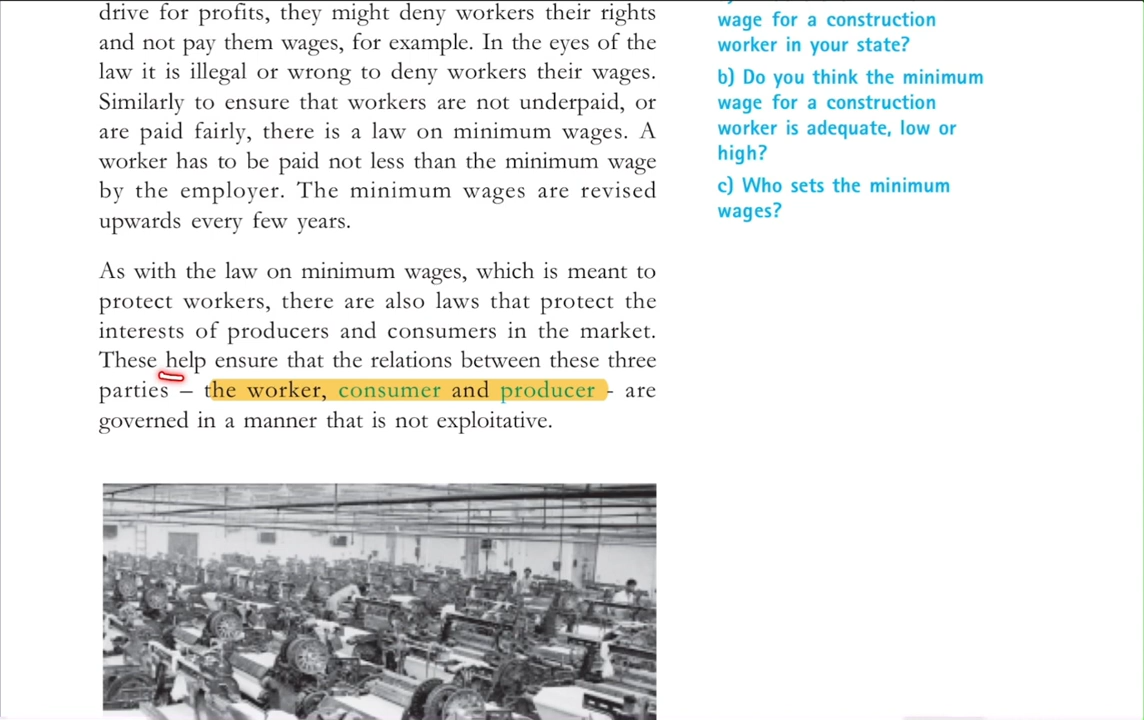 drive for profits, they might deny workers their rights
and not pay them wages, for example. In the eyes of the
law it is illegal or wrong to deny workers their wages.
Similarly to ensure that workers are not underpaid, or
are paid fairly, there is a law on minimum wages. A
worker has to be paid not less than the minimum wage
by the employer. The minimum wages are revised
upwards every few years.
As with the law on minimum wages, which is meant to
protect workers, there are also laws that protect the
interests of producers and consumers in the market.
These help ensure that the relations between these three
parties – the worker, consumer and producer - are
governed in a manner that is not exploitative.
wage for a construction
worker in your state?
b) Do you think the minimum
wage for a construction
worker is adequate, low or
high?
c) Who sets the minimum
wages?